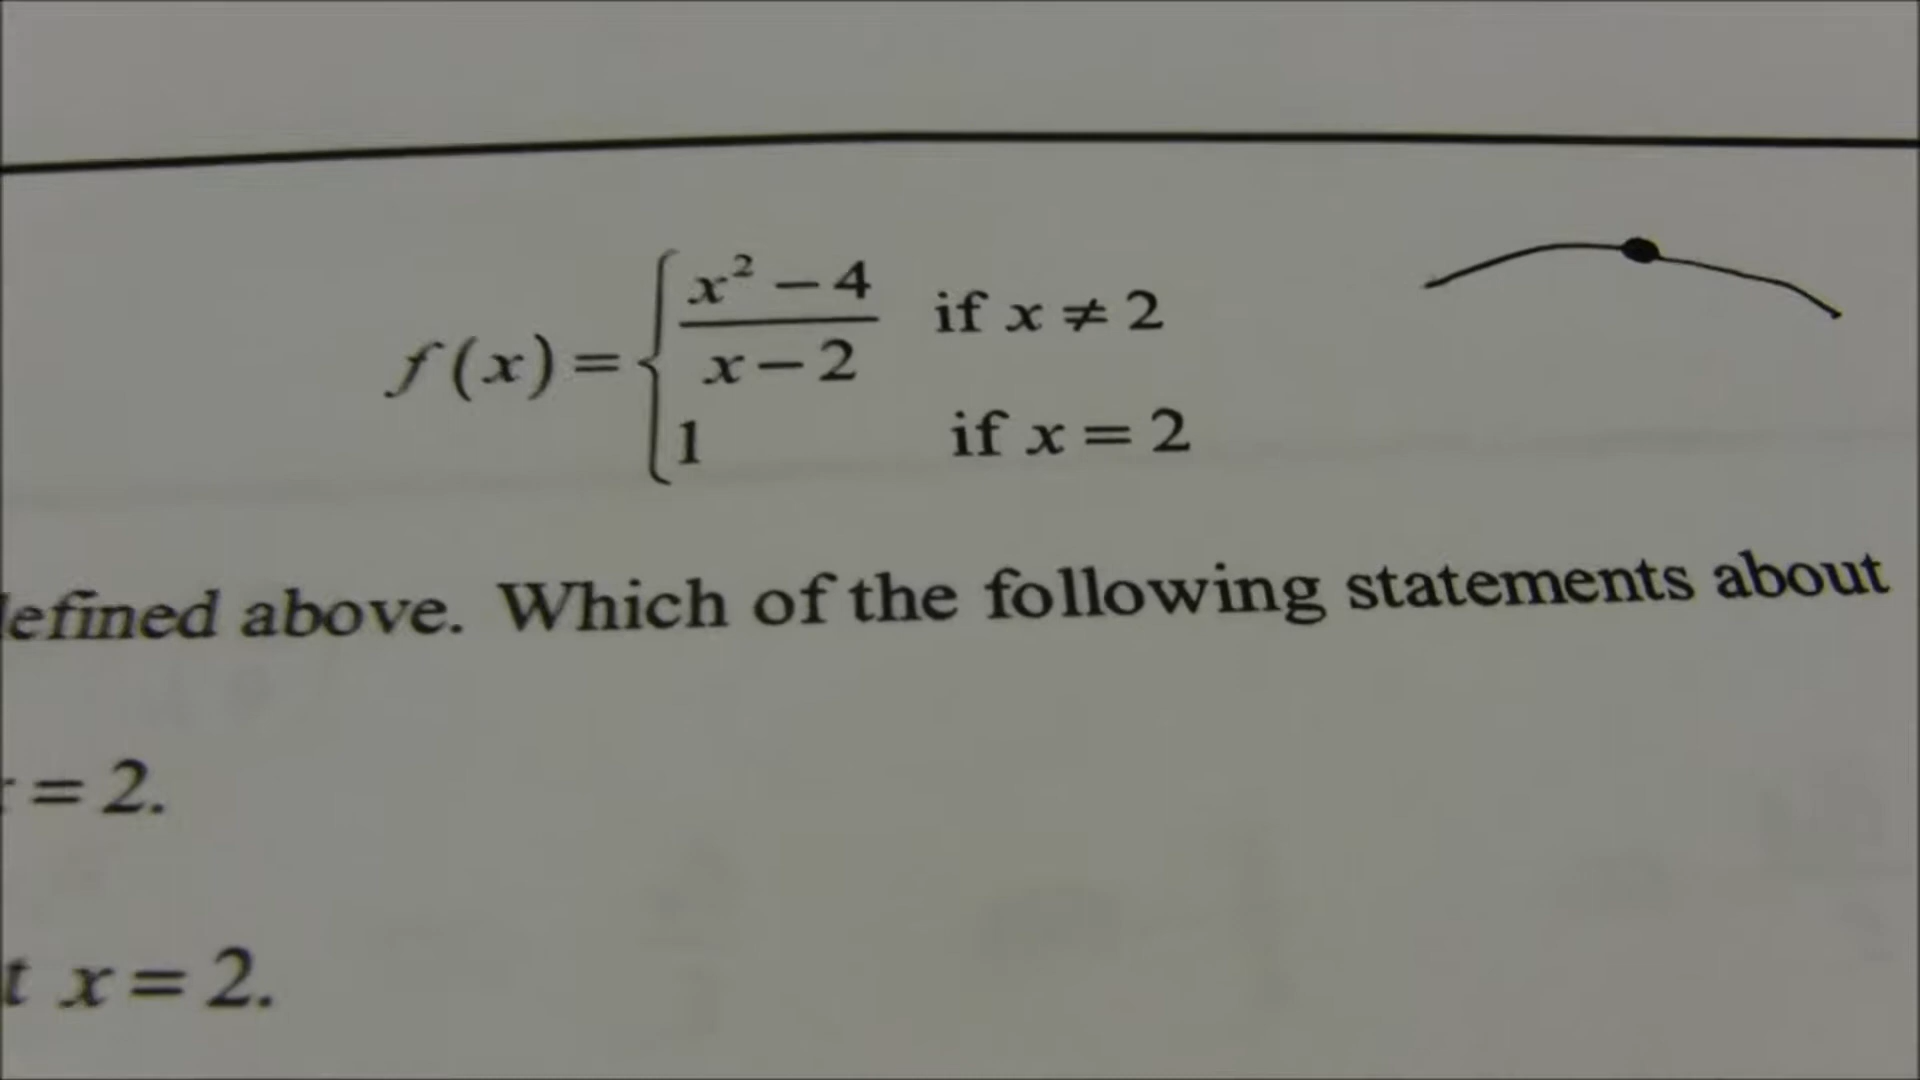 f(x) = { x² − 4 / x − 2 if x ≠ 2
1 if x = 2
efined above. Which of the following statements about
= 2.
t x = 2.